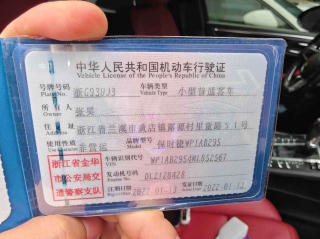 中华人民共和国机动车行驶证
Vehicle License of the People's Republic of China
号牌号码 浙G93UJ3 车辆类型 小型普通客车
Plate No. Vehicle Type
所有人 张昊
Owner
住址 浙江省兰溪市黄店镇
Address
使用性质 非营运 品牌型号 保时捷WP1AB295
Use Character Model
浙江省金华
市公安局交
通警察支队
车辆识别代号
VIN
发动机号码
Engine No.
注册日期 2022-01-13 发证日期 2022-01-13
Register Date Issue Date